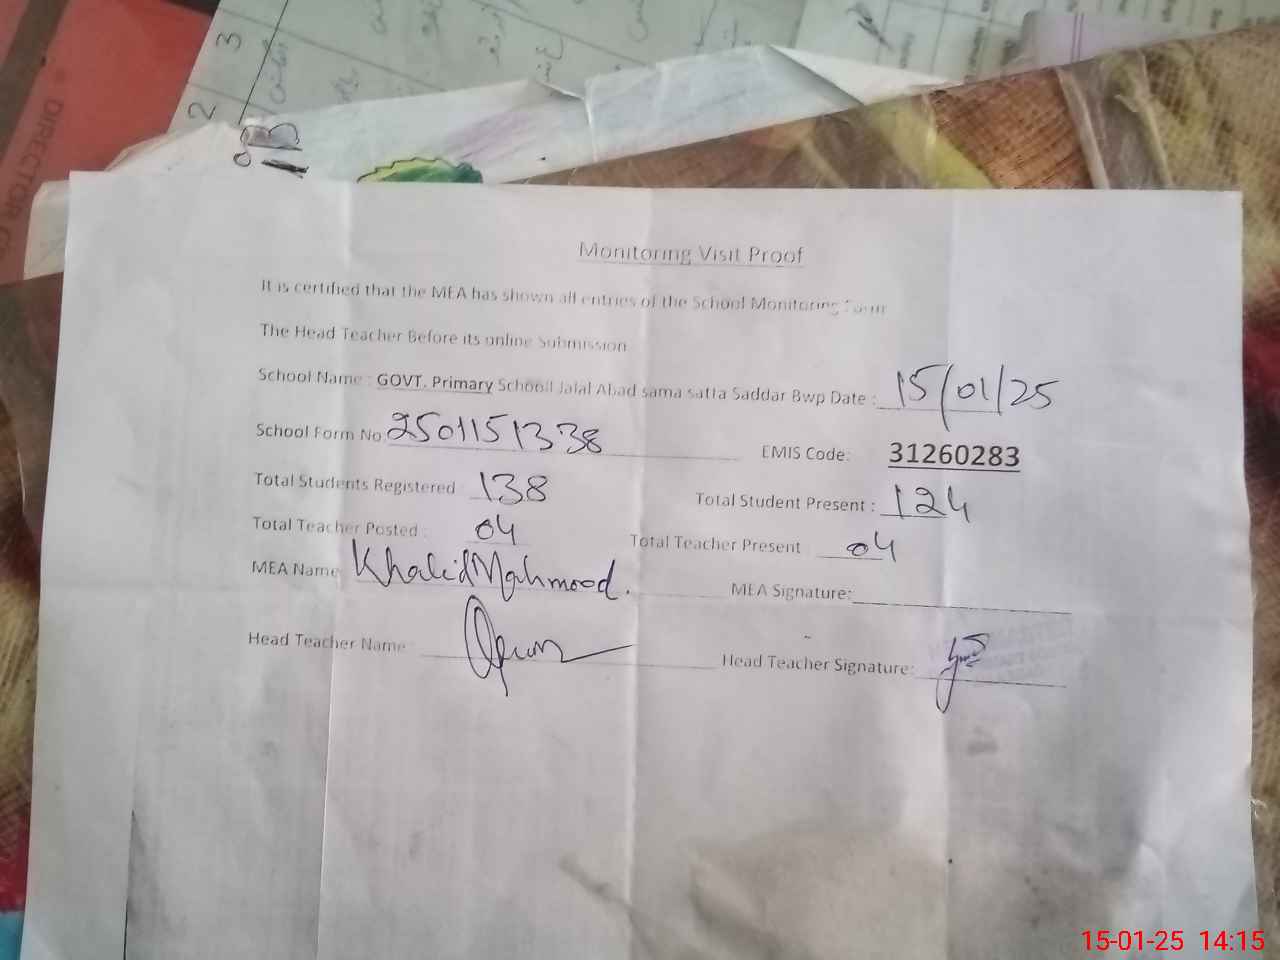 3
2
DIRECTOR
Monitoring Visit Proof
It is certified that the MEA has shown all entries of the School Monitoring Form
The Head Teacher Before its online Submission
School Name : GOVT. Primary Schooll Jalal Abad sama satta Saddar Bwp Date : 15/01/25
School Form No 2501151338 EMIS Code: 31260283
Total Students Registered 138 Total Student Present : 124
Total Teacher Posted : 04 Total Teacher Present 04
MEA Name Khalid Mahmood. MEA Signature:
Head Teacher Name : Head Teacher Signature:
15-01-25 14:15